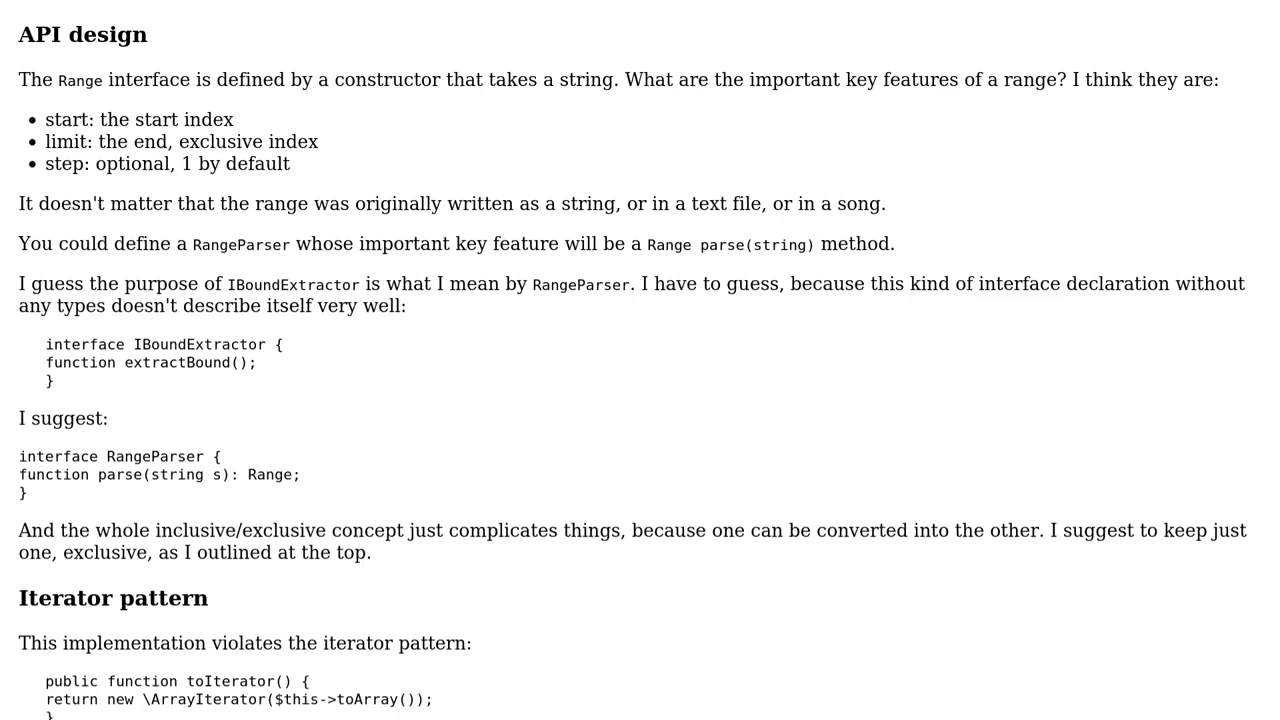 API design
The Range interface is defined by a constructor that takes a string. What are the important key features of a range? I think they are:
• start: the start index
• limit: the end, exclusive index
• step: optional, 1 by default
It doesn't matter that the range was originally written as a string, or in a text file, or in a song.
You could define a RangeParser whose important key feature will be a Range parse(string) method.
I guess the purpose of IBoundExtractor is what I mean by RangeParser. I have to guess, because this kind of interface declaration without
any types doesn't describe itself very well:
interface IBoundExtractor {
function extractBound();
}
I suggest:
interface RangeParser {
function parse(string s): Range;
}
And the whole inclusive/exclusive concept just complicates things, because one can be converted into the other. I suggest to keep just
one, exclusive, as I outlined at the top.
Iterator pattern
This implementation violates the iterator pattern:
public function toIterator() {
return new \ArrayIterator($this->toArray());
}